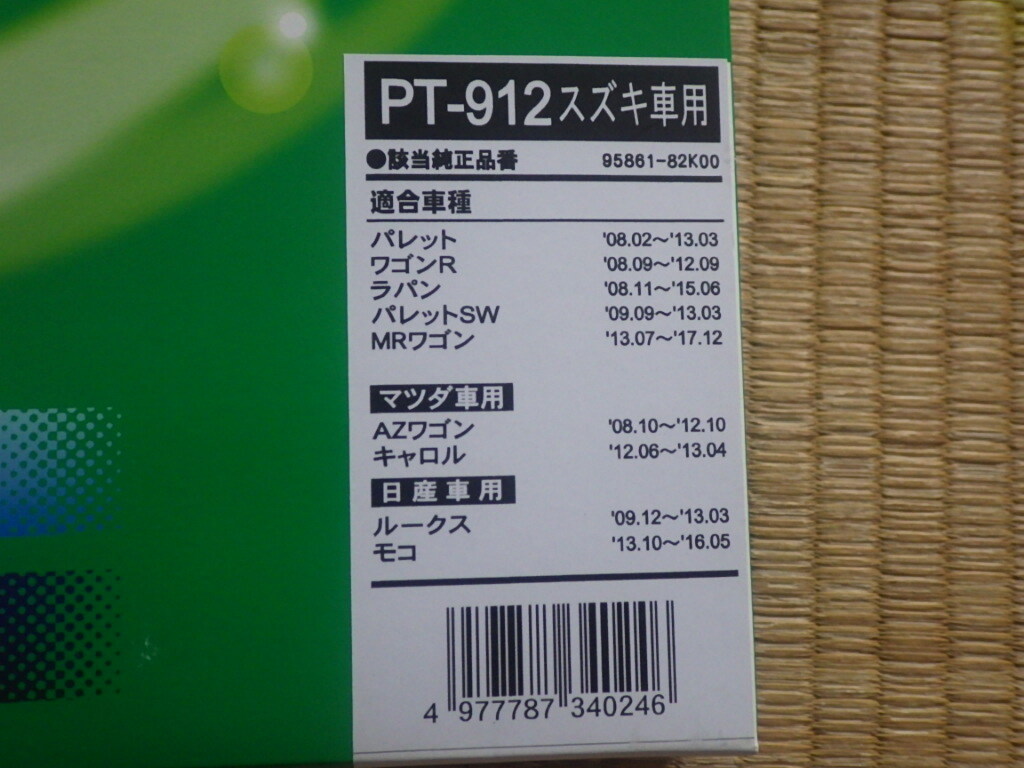 PT-912スズキ車用
●該当純正品番 95861-82K00
適合車種
パレット '08.02～'13.03
ワゴンR '08.09～'12.09
ラパン '08.11～'15.06
パレットSW '09.09～'13.03
MRワゴン '13.07～'17.12
マツダ車用
AZワゴン '08.10～'12.10
キャロル '12.06～'13.04
日産車用
ルークス '09.12～'13.03
モコ '13.10～'16.05
4 977787 340246